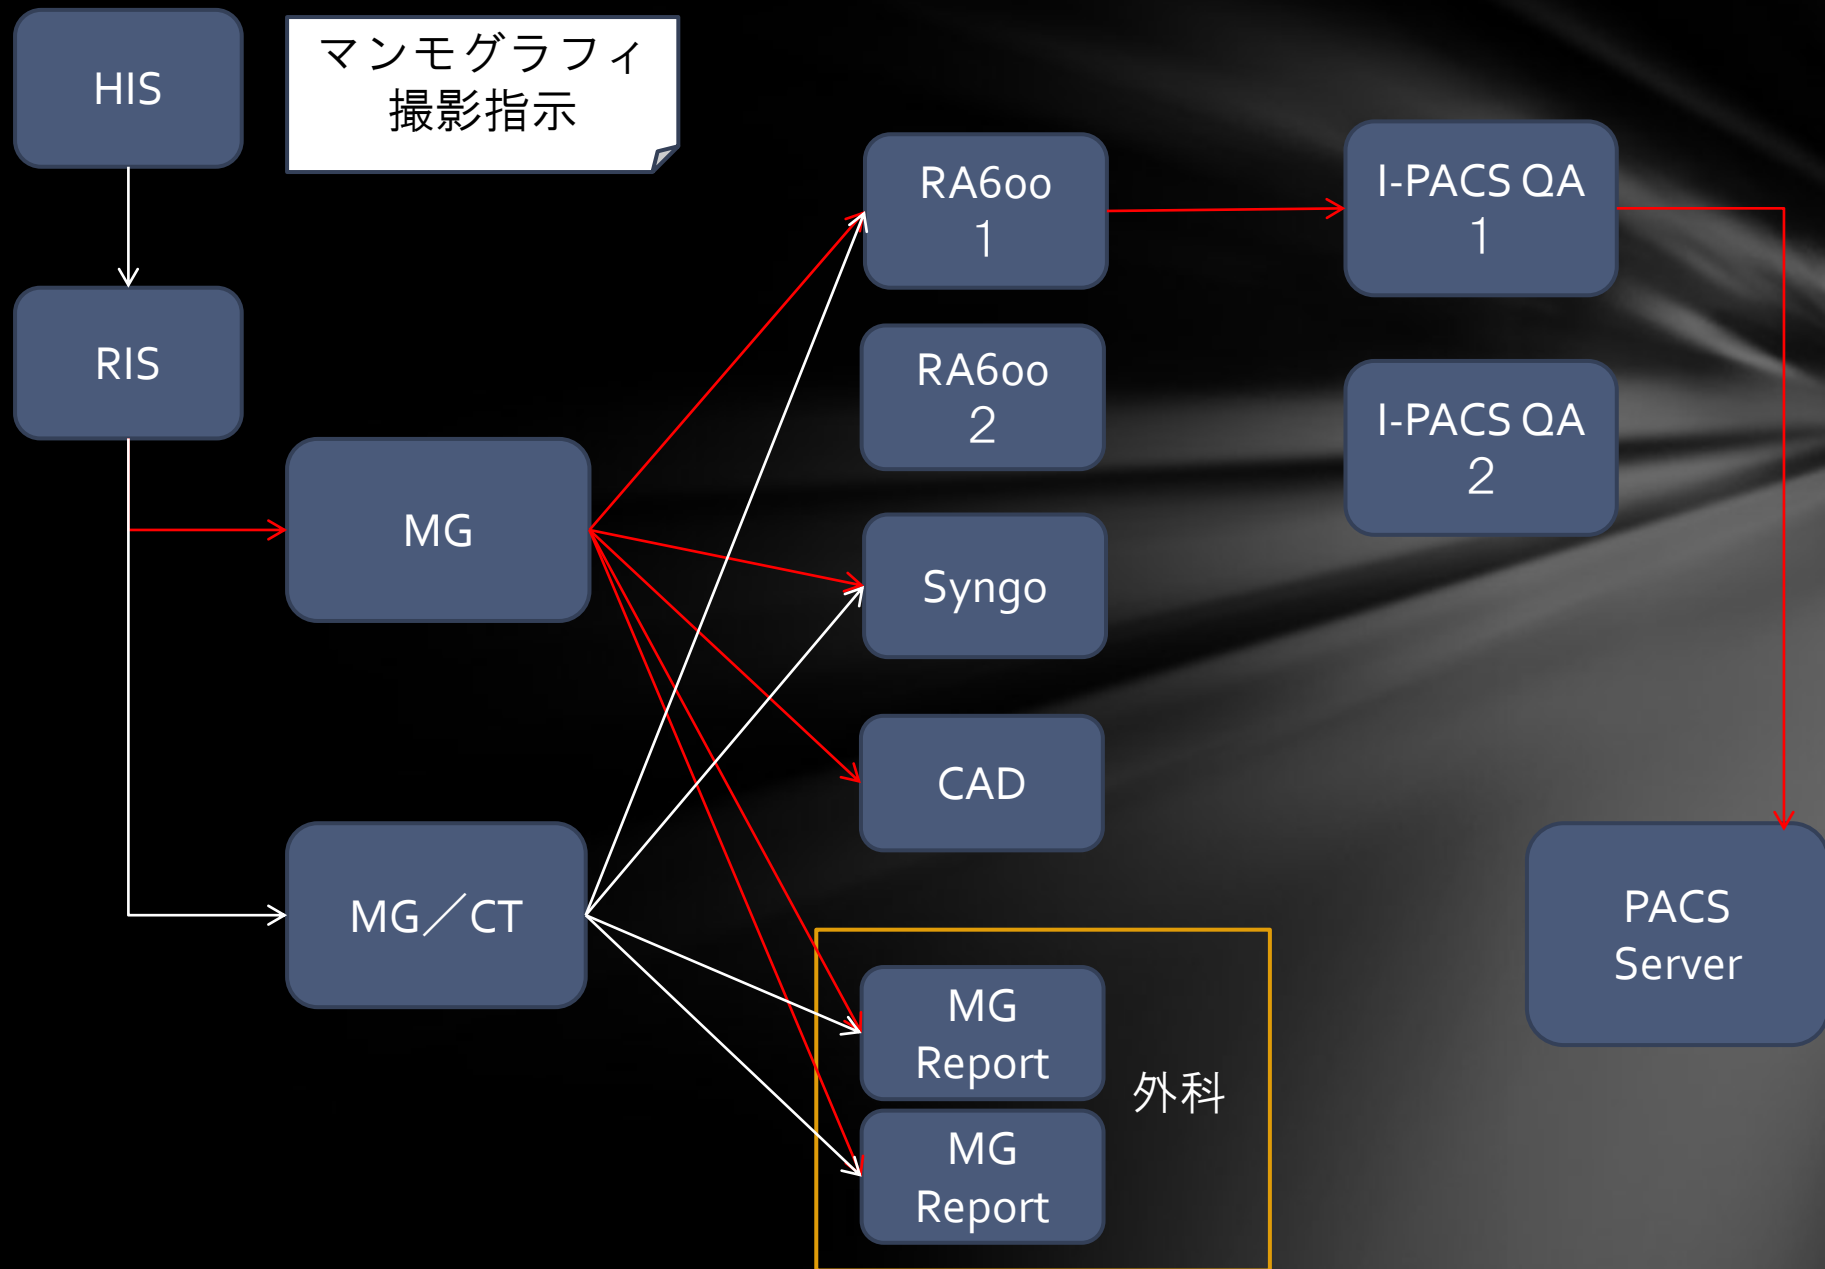 HIS
マンモグラフィ
撮影指示
RIS
MG
MG／CT
RA600
1
RA600
2
Syngo
CAD
MG
Report
MG
Report
外科
I-PACS QA
1
I-PACS QA
2
PACS
Server